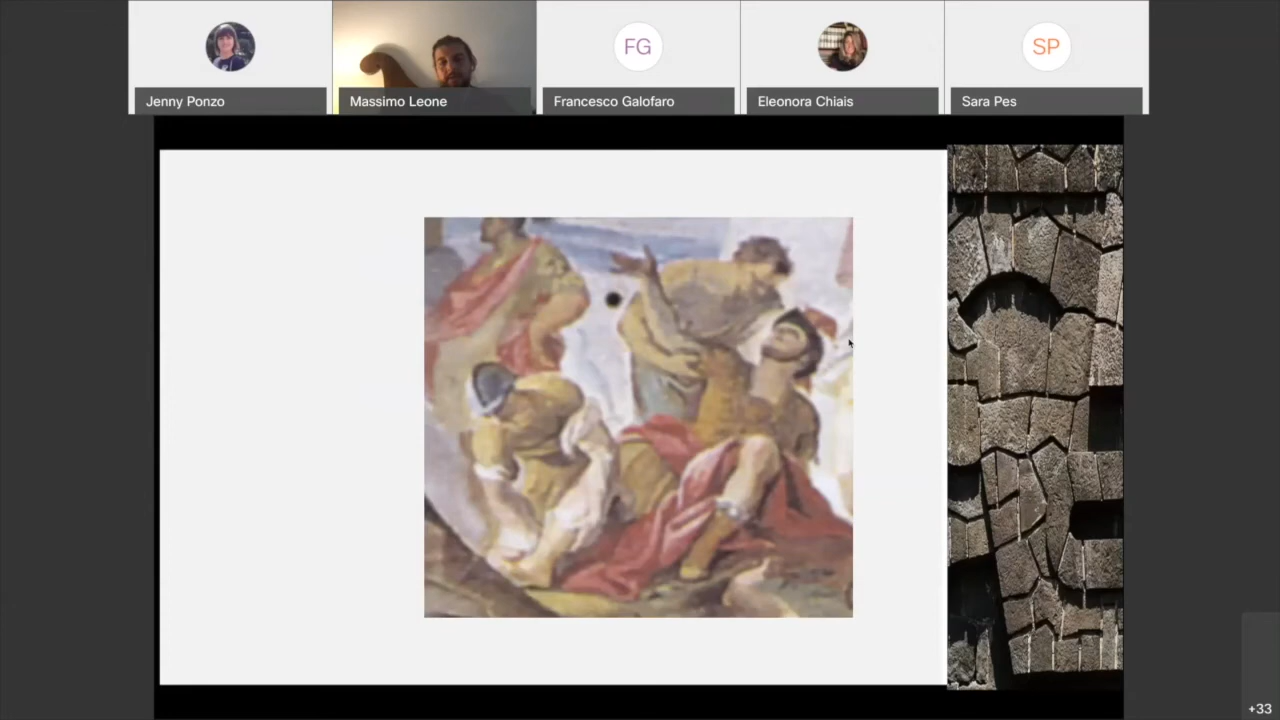 FG
SP
Jenny Ponzo
Massimo Leone
Francesco Galofaro
Eleonora Chiais
Sara Pes
+33